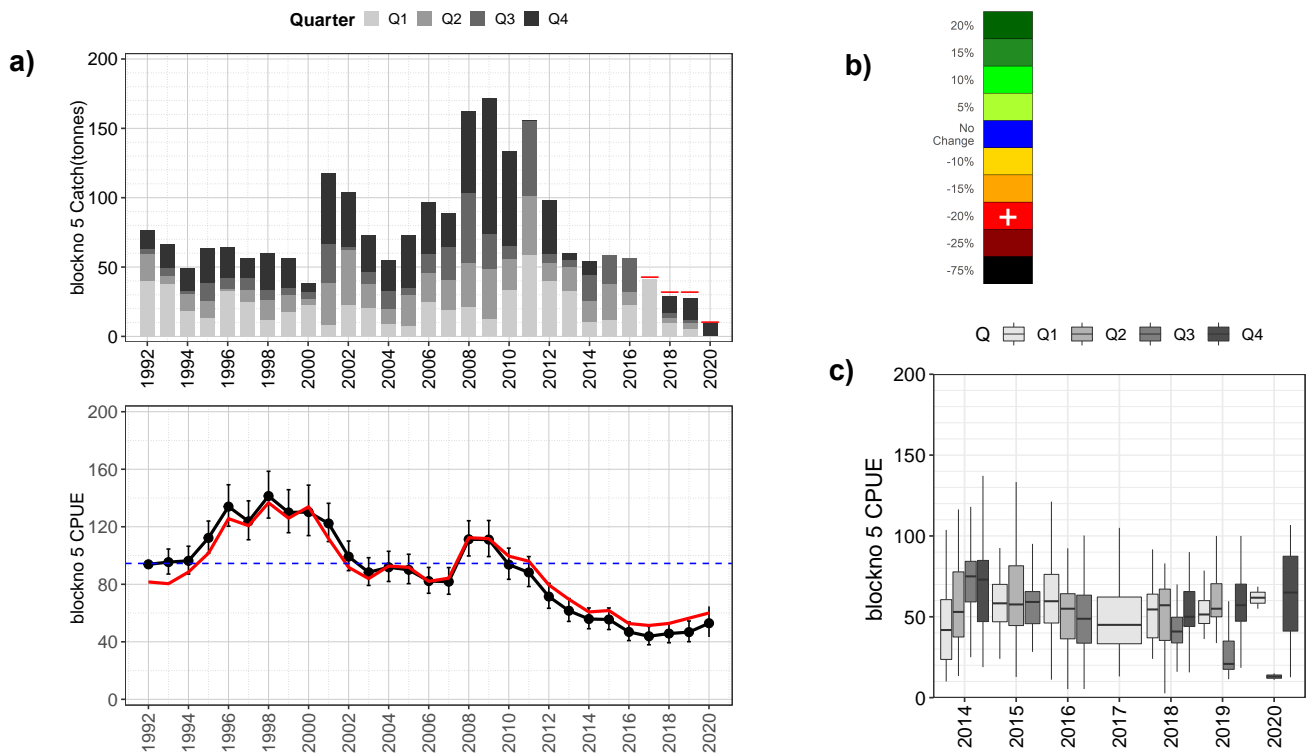 Quarter Q1 Q2 Q3 Q4
a)
blockno 5 Catch(tonnes)
200
150
100
50
0
1992 1994 1996 1998 2000 2002 2004 2006 2008 2010 2012 2014 2016 2018 2020
blockno 5 CPUE
200
160
120
80
40
0
1992 1994 1996 1998 2000 2002 2004 2006 2008 2010 2012 2014 2016 2018 2020
b)
20%
15%
10%
5%
No
Change
-10%
-15%
-20%
-25%
-75%
Q Q1 Q2 Q3 Q4
c)
blockno 5 CPUE
200
150
100
50
0
2014 2015 2016 2017 2018 2019 2020